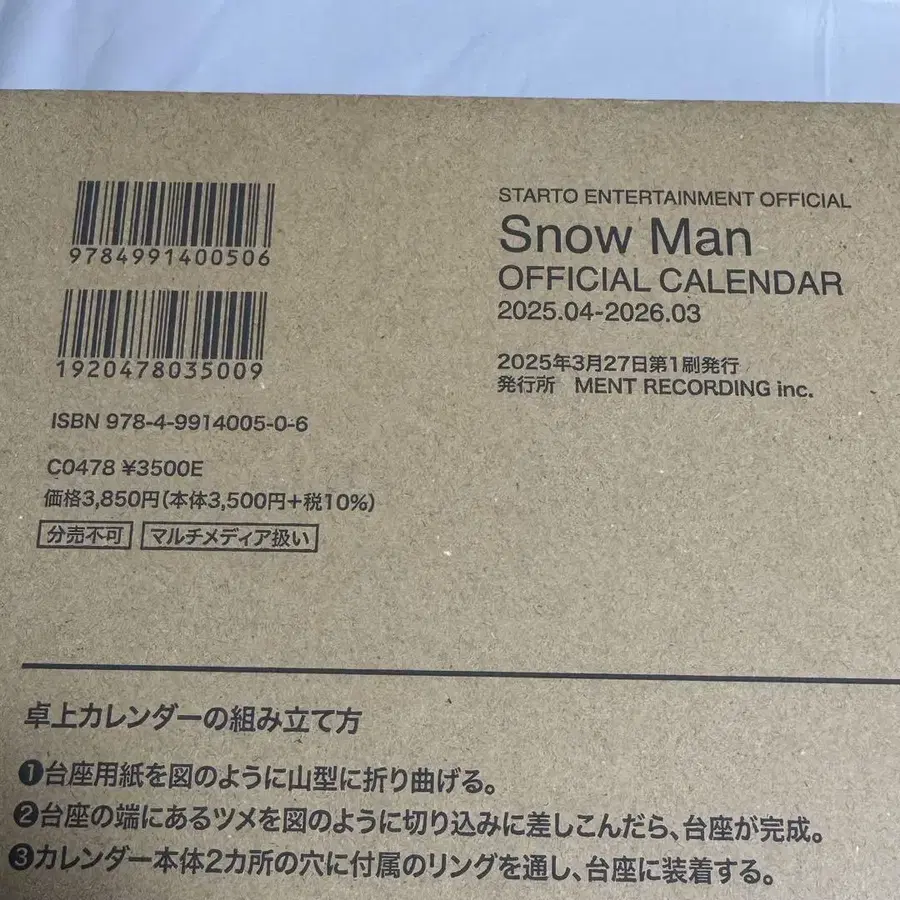 9784991400506
1920478035009
ISBN 978-4-9914005-0-6
C0478 ¥3500E
価格3,850円(本体3,500円+税10%)
分売不可 マルチメディア扱い
STARTO ENTERTAINMENT OFFICIAL
Snow Man
OFFICIAL CALENDAR
2025.04-2026.03
2025年3月27日第1刷発行
発行所 MENT RECORDING inc.
卓上カレンダーの組み立て方
❶台座用紙を図のように山型に折り曲げる。
❷台座の端にあるツメを図のように切り込みに差しこんだら、台座が完成。
❸カレンダー本体2カ所の穴に付属のリングを通し、台座に装着する。